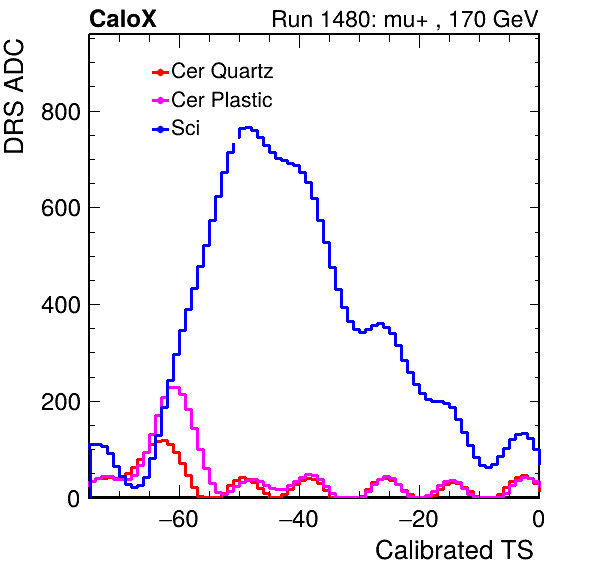 CaloX Run 1480: mu+ , 170 GeV
DRS ADC
Cer Quartz
Cer Plastic
Sci
800
600
400
200
0
−60 −40 −20 0
Calibrated TS